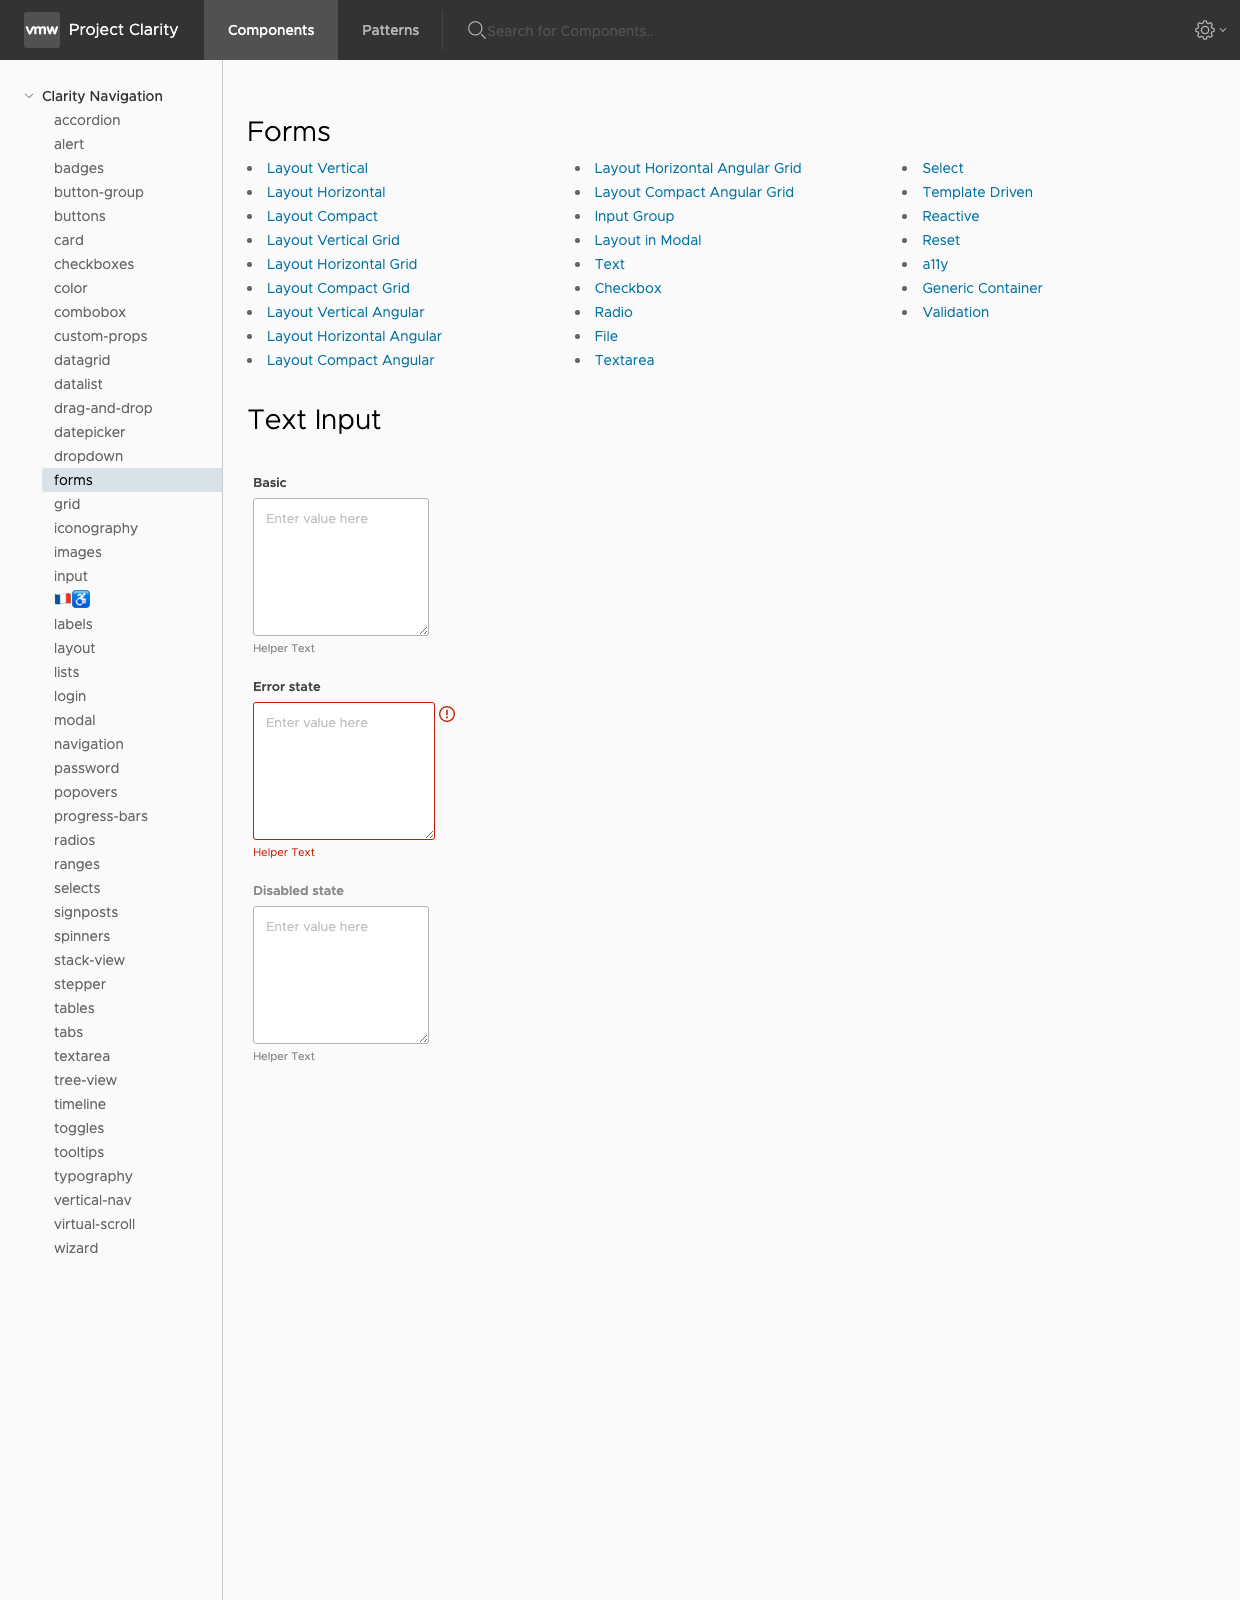 vmw Project Clarity Components Patterns Search for Components..
Clarity Navigation
accordion
alert
badges
button-group
buttons
card
checkboxes
color
combobox
custom-props
datagrid
datalist
drag-and-drop
datepicker
dropdown
forms
grid
iconography
images
input
🇫🇷♿
labels
layout
lists
login
modal
navigation
password
popovers
progress-bars
radios
ranges
selects
signposts
spinners
stack-view
stepper
tables
tabs
textarea
tree-view
timeline
toggles
tooltips
typography
vertical-nav
virtual-scroll
wizard
Forms
Layout Vertical
Layout Horizontal
Layout Compact
Layout Vertical Grid
Layout Horizontal Grid
Layout Compact Grid
Layout Vertical Angular
Layout Horizontal Angular
Layout Compact Angular
Layout Horizontal Angular Grid
Layout Compact Angular Grid
Input Group
Layout in Modal
Text
Checkbox
Radio
File
Textarea
Select
Template Driven
Reactive
Reset
a11y
Generic Container
Validation
Text Input
Basic
Enter value here
Helper Text
Error state
Enter value here
Helper Text
Disabled state
Enter value here
Helper Text